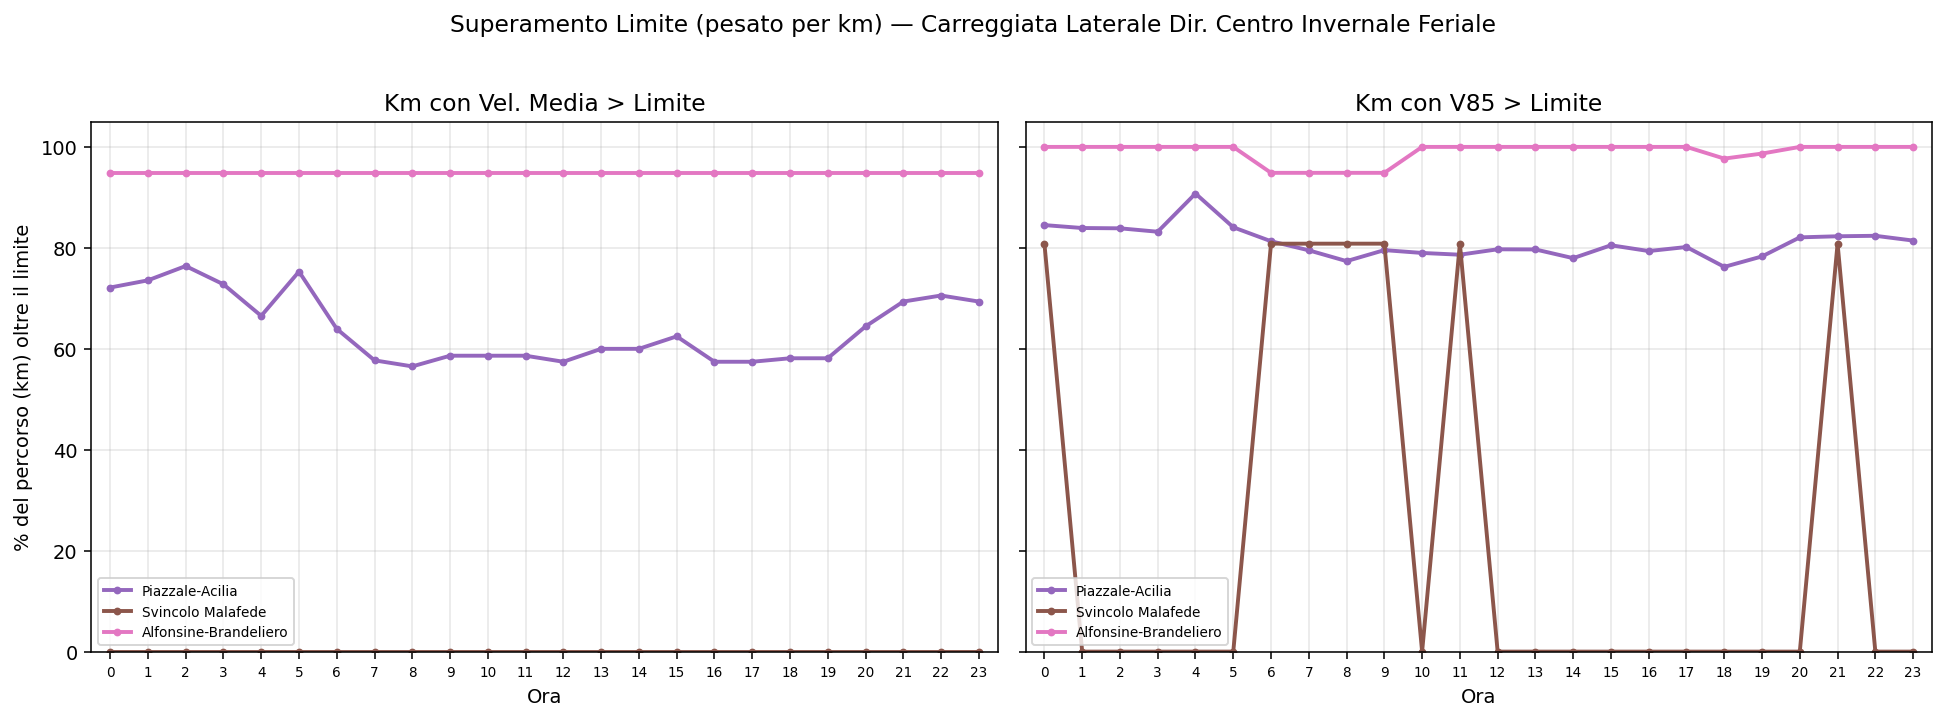 Superamento Limite (pesato per km) — Carreggiata Laterale Dir. Centro Invernale Feriale
Km con Vel. Media > Limite
% del percorso (km) oltre il limite
100
80
60
40
20
0
Piazzale-Acilia
Svincolo Malafede
Alfonsine-Brandeliero
0 1 2 3 4 5 6 7 8 9 10 11 12 13 14 15 16 17 18 19 20 21 22 23
Ora
Km con V85 > Limite
Piazzale-Acilia
Svincolo Malafede
Alfonsine-Brandeliero
0 1 2 3 4 5 6 7 8 9 10 11 12 13 14 15 16 17 18 19 20 21 22 23
Ora